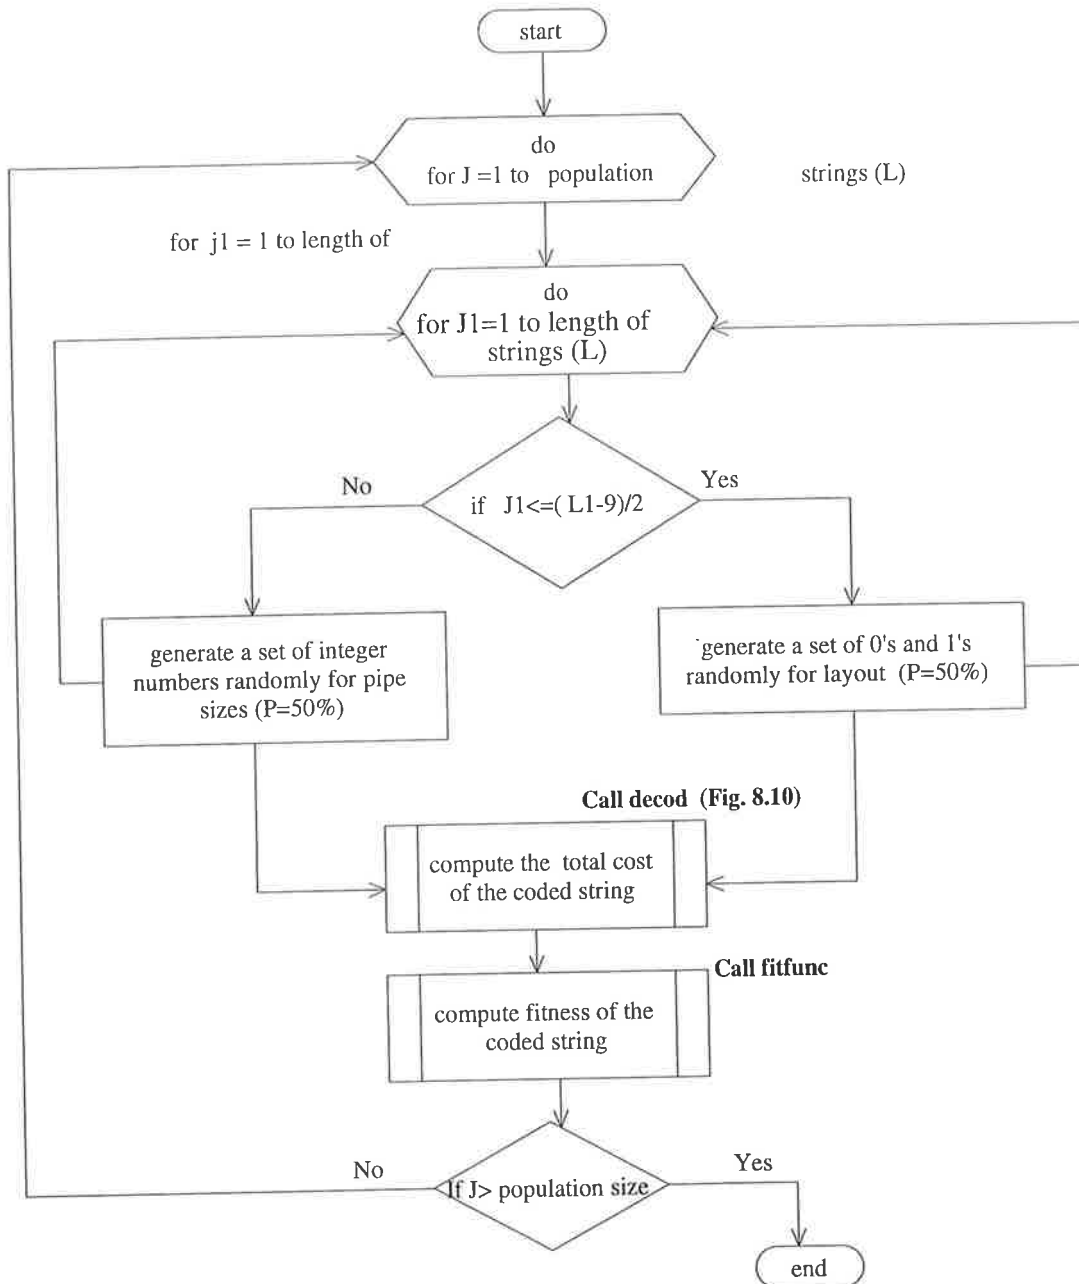 start
do
for J =1 to population
strings (L)
for j1 = 1 to length of
do
for J1=1 to length of
strings (L)
No
Yes
if J1<=( L1-9)/2
generate a set of integer
numbers randomly for pipe
sizes (P=50%)
generate a set of 0's and 1's
randomly for layout (P=50%)
Call decod (Fig. 8.10)
compute the total cost
of the coded string
Call fitfunc
compute fitness of the
coded string
No
Yes
If J> population size
end